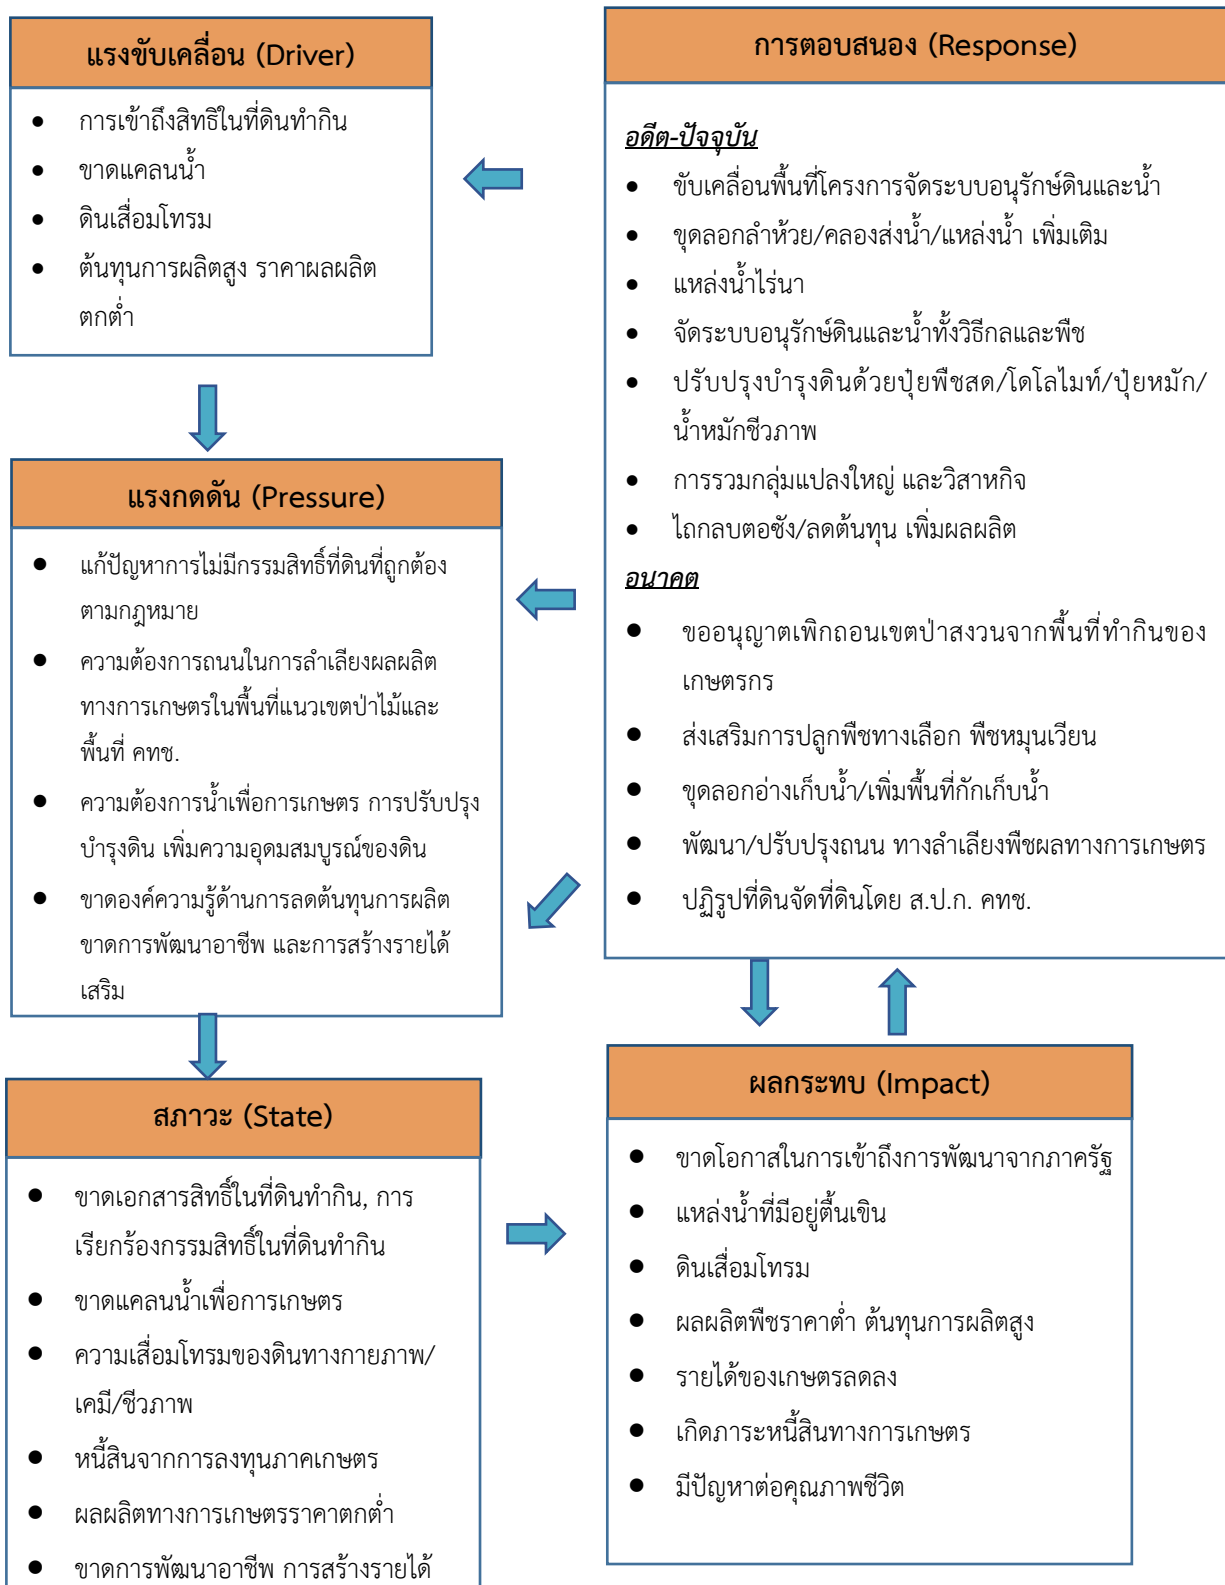 แรงขับเคลื่อน (Driver)
การเข้าถึงสิทธิในที่ดินทำกิน
ขาดแคลนน้ำ
ดินเสื่อมโทรม
ต้นทุนการผลิตสูง ราคาผลผลิต
ตกต่ำ
แรงกดดัน (Pressure)
แก้ปัญหาการไม่มีกรรมสิทธิ์ที่ดินที่ถูกต้อง
ตามกฎหมาย
ความต้องการถนนในการลำเลียงผลผลิต
ทางการเกษตรในพื้นที่แนวเขตป่าไม้และ
พื้นที่ คทช.
ความต้องการน้ำเพื่อการเกษตร การปรับปรุง
บำรุงดิน เพิ่มความอุดมสมบูรณ์ของดิน
ขาดองค์ความรู้ด้านการลดต้นทุนการผลิต
ขาดการพัฒนาอาชีพ และการสร้างรายได้
เสริม
สภาวะ (State)
ขาดเอกสารสิทธิ์ในที่ดินทำกิน, การ
เรียกร้องกรรมสิทธิ์ในที่ดินทำกิน
ขาดแคลนน้ำเพื่อการเกษตร
ความเสื่อมโทรมของดินทางกายภาพ/
เคมี/ชีวภาพ
หนี้สินจากการลงทุนภาคเกษตร
ผลผลิตทางการเกษตรราคาตกต่ำ
ขาดการพัฒนาอาชีพ การสร้างรายได้
การตอบสนอง (Response)
อดีต-ปัจจุบัน
ขับเคลื่อนพื้นที่โครงการจัดระบบอนุรักษ์ดินและน้ำ
ขุดลอกลำห้วย/คลองส่งน้ำ/แหล่งน้ำ เพิ่มเติม
แหล่งน้ำไร่นา
จัดระบบอนุรักษ์ดินและน้ำทั้งวิธีกลและพืช
ปรับปรุงบำรุงดินด้วยปุ๋ยพืชสด/โดโลไมท์/ปุ๋ยหมัก/
น้ำหมักชีวภาพ
การรวมกลุ่มแปลงใหญ่ และวิสาหกิจ
ไถกลบตอซัง/ลดต้นทุน เพิ่มผลผลิต
อนาคต
ขออนุญาตเพิกถอนเขตป่าสงวนจากพื้นที่ทำกินของ
เกษตรกร
ส่งเสริมการปลูกพืชทางเลือก พืชหมุนเวียน
ขุดลอกอ่างเก็บน้ำ/เพิ่มพื้นที่กักเก็บน้ำ
พัฒนา/ปรับปรุงถนน ทางลำเลียงพืชผลทางการเกษตร
ปฏิรูปที่ดินจัดที่ดินโดย ส.ป.ก. คทช.
ผลกระทบ (Impact)
ขาดโอกาสในการเข้าถึงการพัฒนาจากภาครัฐ
แหล่งน้ำที่มีอยู่ตื้นเขิน
ดินเสื่อมโทรม
ผลผลิตพืชราคาต่ำ ต้นทุนการผลิตสูง
รายได้ของเกษตรลดลง
เกิดภาระหนี้สินทางการเกษตร
มีปัญหาต่อคุณภาพชีวิต